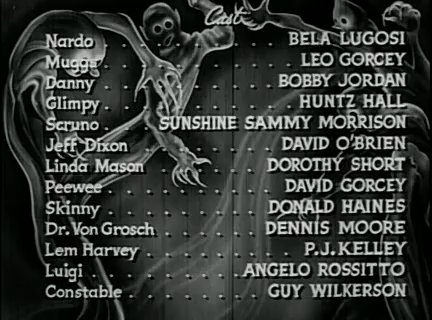 Cast
Nardo . . . . . . . BELA LUGOSI
Muggs . . . . . . . LEO GORCEY
Danny . . . . . . . BOBBY JORDAN
Glimpy . . . . . . . HUNTZ HALL
Scruno . . SUNSHINE SAMMY MORRISON
Jeff Dixon . . . . . . DAVID O'BRIEN
Linda Mason . . . . . DOROTHY SHORT
Peewee . . . . . . . DAVID GORCEY
Skinny . . . . . . . DONALD HAINES
Dr. Von Grosch . . . . . DENNIS MOORE
Lem Harvey . . . . . . . P.J. KELLEY
Luigi . . . . . . ANGELO ROSSITTO
Constable . . . . . . GUY WILKERSON